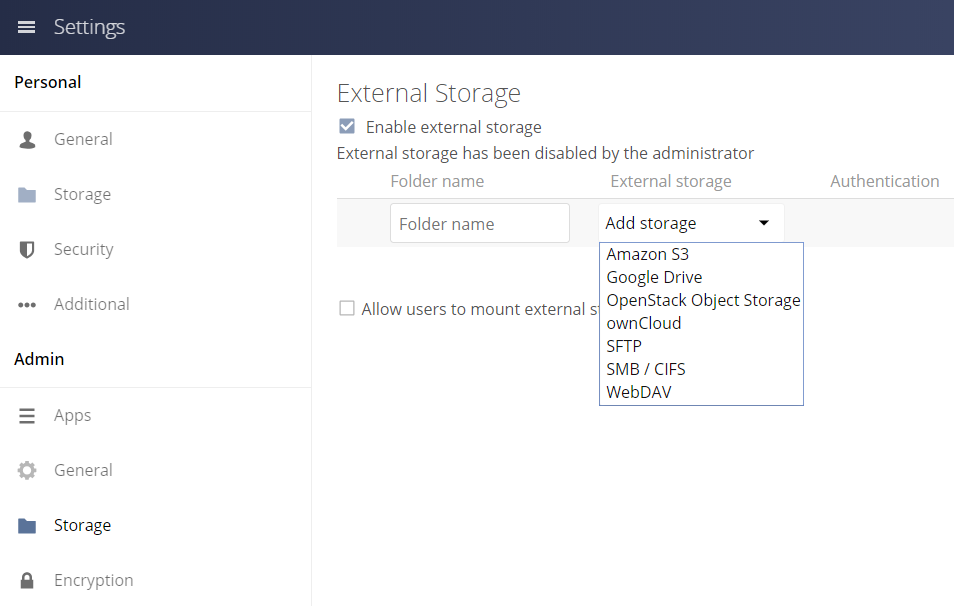 Settings
Personal
General
Storage
Security
Additional
Admin
Apps
General
Storage
Encryption
External Storage
Enable external storage
External storage has been disabled by the administrator
Folder name External storage Authentication
Folder name Add storage
Amazon S3
Google Drive
OpenStack Object Storage
ownCloud
SFTP
SMB / CIFS
WebDAV
Allow users to mount external